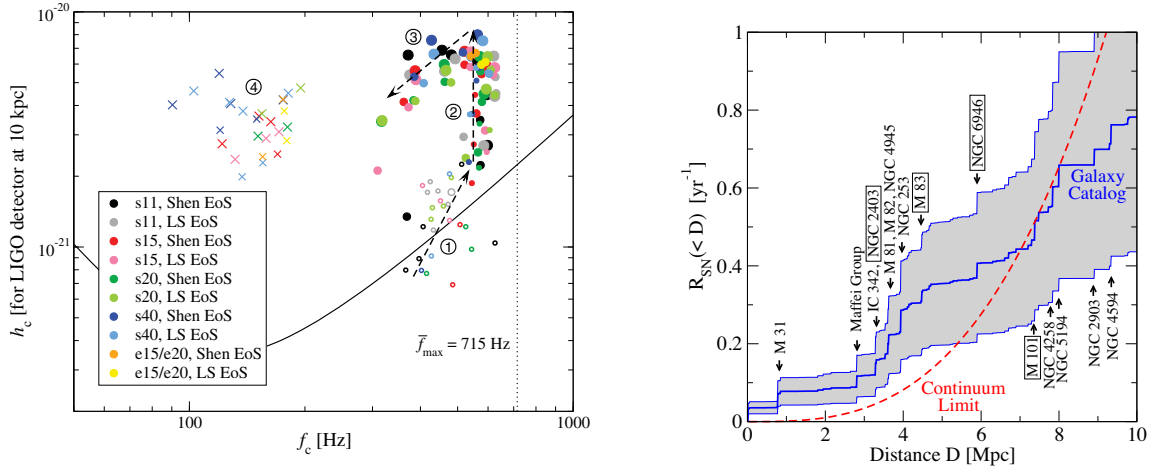 10⁻²⁰
10⁻²¹
h_c [for LIGO detector at 10 kpc]
③
②
④
①
s11, Shen EoS
s11, LS EoS
s15, Shen EoS
s15, LS EoS
s20, Shen EoS
s20, LS EoS
s40, Shen EoS
s40, LS EoS
e15/e20, Shen EoS
e15/e20, LS EoS
f̄_max = 715 Hz
100
1000
f_c [Hz]
1
0.8
0.6
0.4
0.2
0
R_SN(< D) [yr⁻¹]
M 31
Maffei Group
IC 342, NGC 2403
M 81, M 82, NGC 4945
NGC 253
M 83
NGC 6946
Galaxy
Catalog
M 101
NGC 4258
NGC 5194
NGC 2903
NGC 4594
Continuum
Limit
0
2
4
6
8
10
Distance D [Mpc]